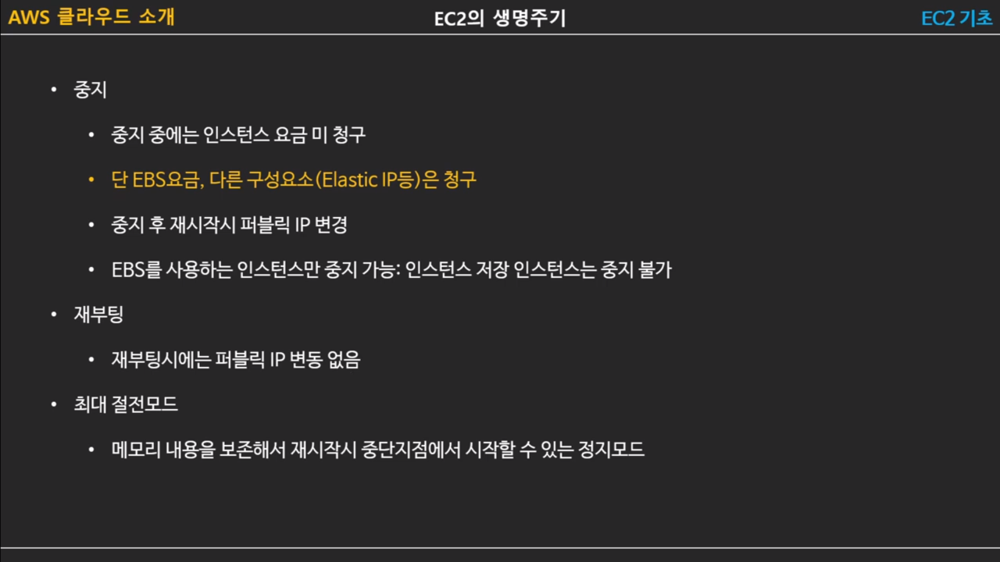 AWS 클라우드 소개
EC2의 생명주기
EC2 기초
• 중지
• 중지 중에는 인스턴스 요금 미 청구
• 단 EBS요금, 다른 구성요소(Elastic IP등)은 청구
• 중지 후 재시작시 퍼블릭 IP 변경
• EBS를 사용하는 인스턴스만 중지 가능: 인스턴스 저장 인스턴스는 중지 불가
• 재부팅
• 재부팅시에는 퍼블릭 IP 변동 없음
• 최대 절전모드
• 메모리 내용을 보존해서 재시작시 중단지점에서 시작할 수 있는 정지모드